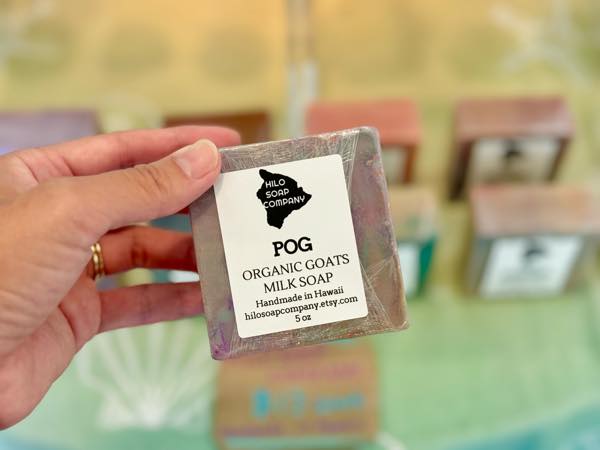 HILO
SOAP
COMPANY
POG
ORGANIC GOATS
MILK SOAP
Handmade in Hawaii
hilosoapcompany.etsy.com
5 oz